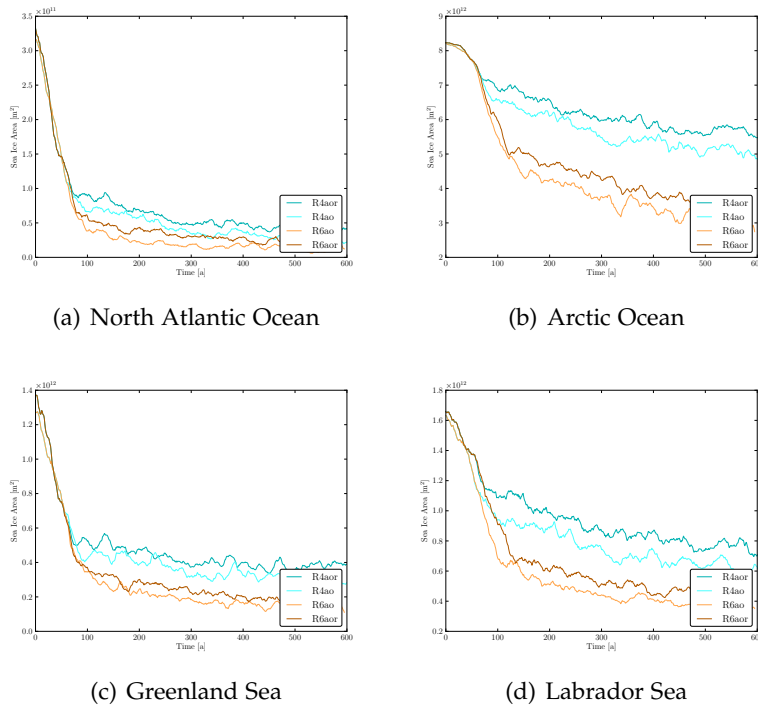 ×10¹¹
3.5
3.0
2.5
2.0
1.5
1.0
0.5
0.0
Sea Ice Area [m²]
0 100 200 300 400 500 600
Time [a]
R4aor
R4ao
R6ao
R6aor
(a) North Atlantic Ocean
×10¹²
9
8
7
6
5
4
3
2
Sea Ice Area [m²]
0 100 200 300 400 500 600
Time [a]
R4aor
R4ao
R6ao
R6aor
(b) Arctic Ocean
×10¹²
1.4
1.2
1.0
0.8
0.6
0.4
0.2
0.0
Sea Ice Area [m²]
0 100 200 300 400 500 600
Time [a]
R4aor
R4ao
R6ao
R6aor
(c) Greenland Sea
×10¹²
1.8
1.6
1.4
1.2
1.0
0.8
0.6
0.4
0.2
Sea Ice Area [m²]
0 100 200 300 400 500 600
Time [a]
R4aor
R4ao
R6ao
R6aor
(d) Labrador Sea